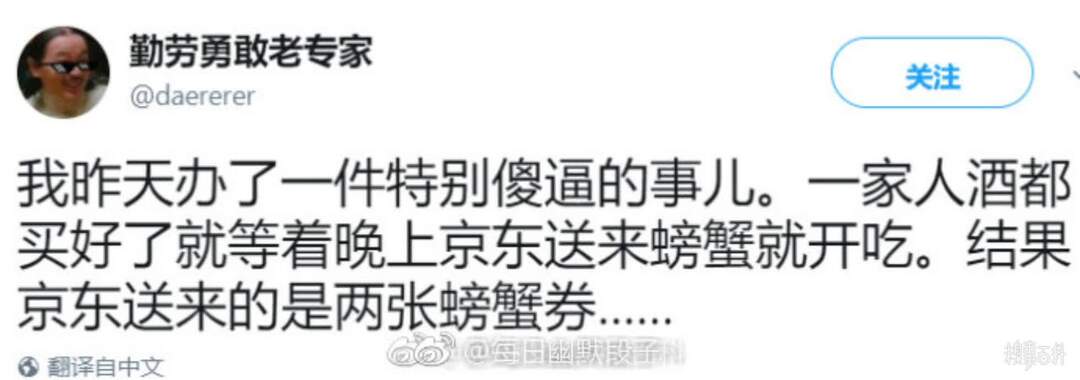 勤劳勇敢老专家
@daererer
关注
我昨天办了一件特别傻逼的事儿。一家人酒都
买好了就等着晚上京东送来螃蟹就开吃。结果
京东送来的是两张螃蟹券......
翻译自中文
@每日幽默段子社